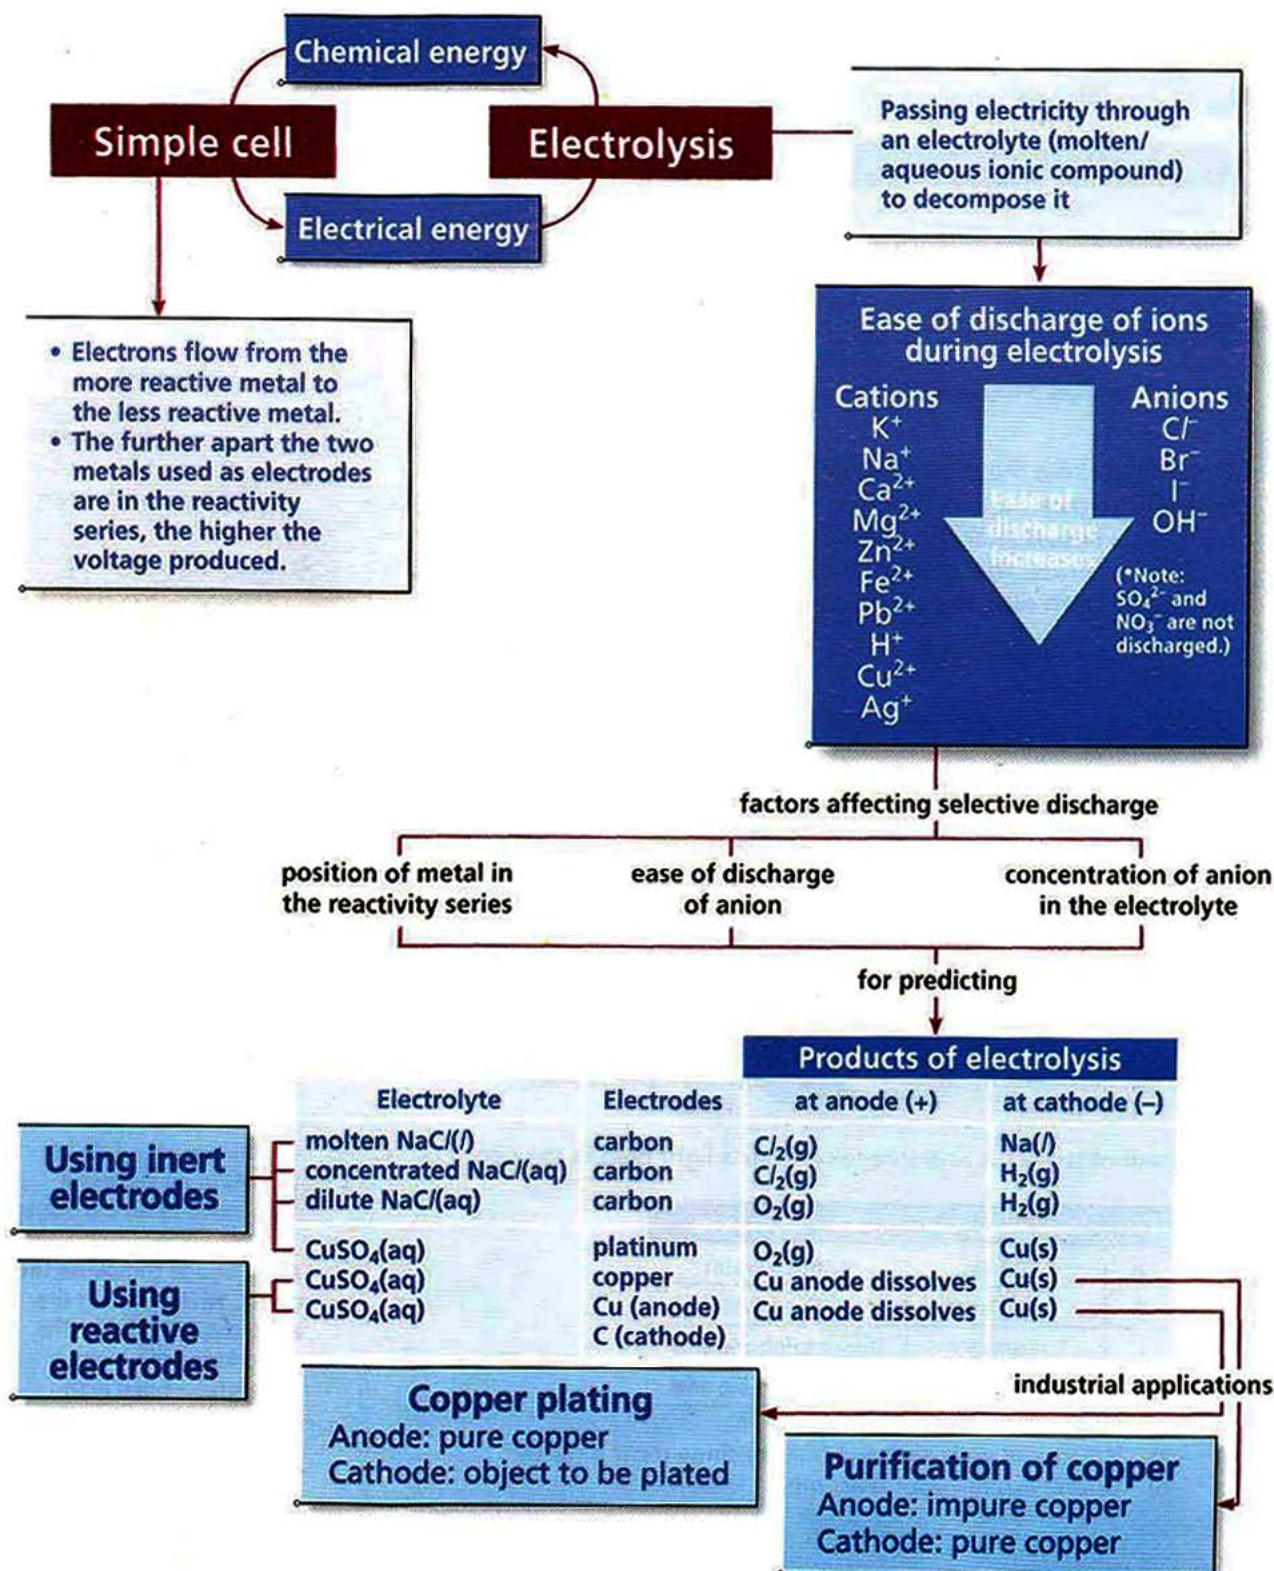 Chemical energy
Simple cell
Electrolysis
Electrical energy
Passing electricity through
an electrolyte (molten/
aqueous ionic compound)
to decompose it
• Electrons flow from the
more reactive metal to
the less reactive metal.
• The further apart the two
metals used as electrodes
are in the reactivity
series, the higher the
voltage produced.
Ease of discharge of ions
during electrolysis
Cations
K⁺
Na⁺
Ca²⁺
Mg²⁺
Zn²⁺
Fe²⁺
Pb²⁺
H⁺
Cu²⁺
Ag⁺
Ease of
discharge
increases
Anions
Cl⁻
Br⁻
I⁻
OH⁻
(*Note:
SO₄²⁻ and
NO₃⁻ are not
discharged.)
factors affecting selective discharge
position of metal in
the reactivity series
ease of discharge
of anion
concentration of anion
in the electrolyte
for predicting
Products of electrolysis
Electrolyte Electrodes at anode (+) at cathode (–)
Using inert
electrodes
molten NaCl(l) carbon Cl₂(g) Na(l)
concentrated NaCl(aq) carbon Cl₂(g) H₂(g)
dilute NaCl(aq) carbon O₂(g) H₂(g)
CuSO₄(aq) platinum O₂(g) Cu(s)
Using
reactive
electrodes
CuSO₄(aq) copper Cu anode dissolves Cu(s)
CuSO₄(aq) Cu (anode) Cu anode dissolves Cu(s)
C (cathode)
industrial applications
Copper plating
Anode: pure copper
Cathode: object to be plated
Purification of copper
Anode: impure copper
Cathode: pure copper